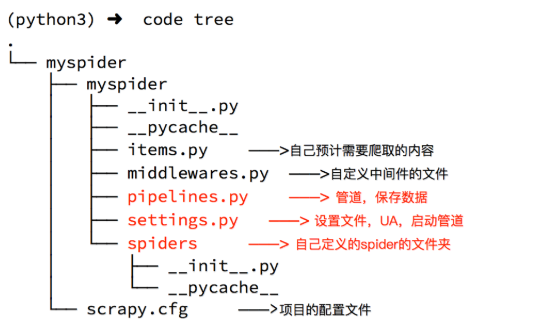 (python3) ➜ code tree
.
└── myspider
├── myspider
│   ├── __init__.py
│   ├── __pycache__
│   ├── items.py ———>自己预计需要爬取的内容
│   ├── middlewares.py ———>自定义中间件的文件
│   ├── pipelines.py ———> 管道，保存数据
│   ├── settings.py ———> 设置文件，UA，启动管道
│   └── spiders ———> 自己定义的spider的文件夹
│       ├── __init__.py
│       └── __pycache__
└── scrapy.cfg ———>项目的配置文件